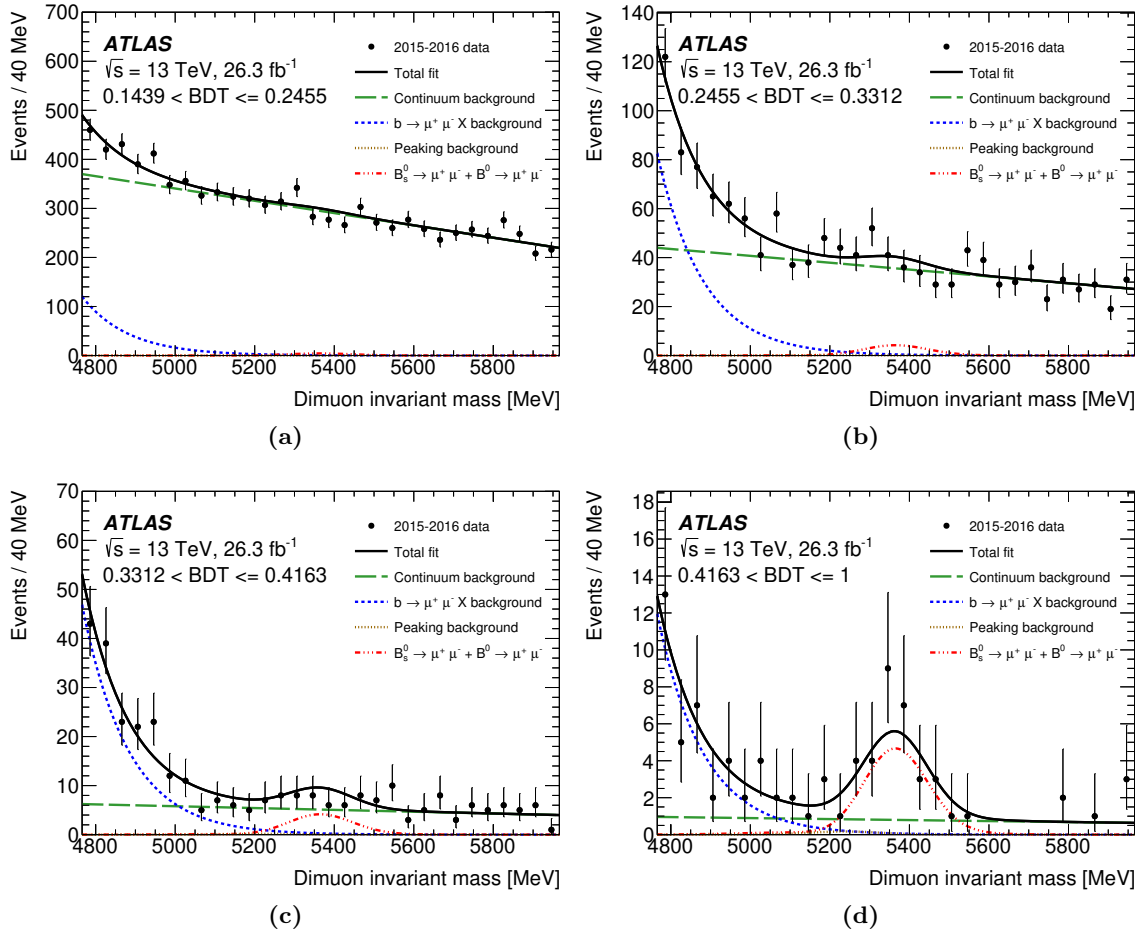 700
600
500
400
300
200
100
0
Events / 40 MeV
ATLAS
√s = 13 TeV, 26.3 fb⁻¹
0.1439 < BDT <= 0.2455
2015-2016 data
Total fit
Continuum background
b → μ⁺ μ⁻ X background
Peaking background
B⁰ₛ → μ⁺ μ⁻ + B⁰ → μ⁺ μ⁻
4800 5000 5200 5400 5600 5800
Dimuon invariant mass [MeV]
(a)
140
120
100
80
60
40
20
0
Events / 40 MeV
ATLAS
√s = 13 TeV, 26.3 fb⁻¹
0.2455 < BDT <= 0.3312
2015-2016 data
Total fit
Continuum background
b → μ⁺ μ⁻ X background
Peaking background
B⁰ₛ → μ⁺ μ⁻ + B⁰ → μ⁺ μ⁻
4800 5000 5200 5400 5600 5800
Dimuon invariant mass [MeV]
(b)
70
60
50
40
30
20
10
0
Events / 40 MeV
ATLAS
√s = 13 TeV, 26.3 fb⁻¹
0.3312 < BDT <= 0.4163
2015-2016 data
Total fit
Continuum background
b → μ⁺ μ⁻ X background
Peaking background
B⁰ₛ → μ⁺ μ⁻ + B⁰ → μ⁺ μ⁻
4800 5000 5200 5400 5600 5800
Dimuon invariant mass [MeV]
(c)
18
16
14
12
10
8
6
4
2
0
Events / 40 MeV
ATLAS
√s = 13 TeV, 26.3 fb⁻¹
0.4163 < BDT <= 1
2015-2016 data
Total fit
Continuum background
b → μ⁺ μ⁻ X background
Peaking background
B⁰ₛ → μ⁺ μ⁻ + B⁰ → μ⁺ μ⁻
4800 5000 5200 5400 5600 5800
Dimuon invariant mass [MeV]
(d)